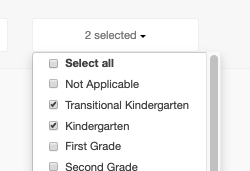 2 selected
Select all
Not Applicable
Transitional Kindergarten
Kindergarten
First Grade
Second Grade